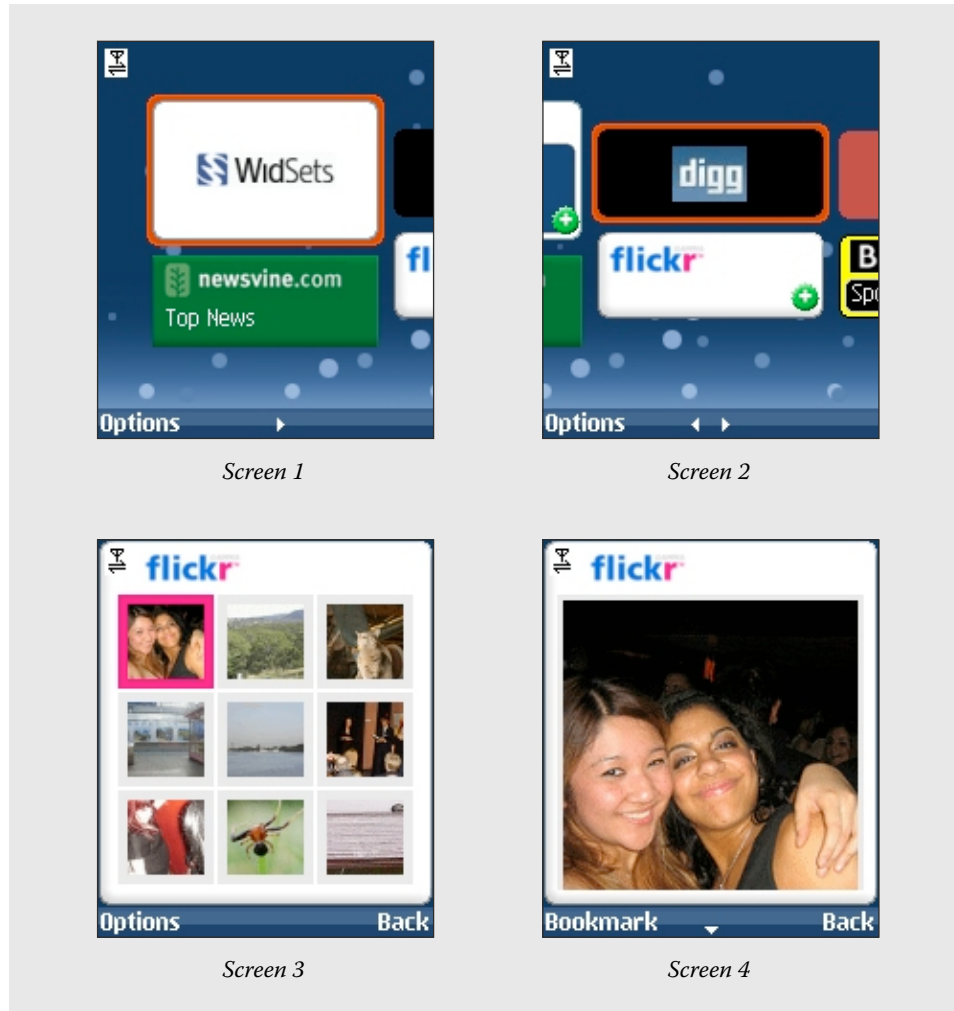 WidSets
newsvine.com
Top News
fl
Options
Screen 1
digg
flickr
B
Spo
Options
Screen 2
flickr
Options Back
Screen 3
flickr
Bookmark Back
Screen 4